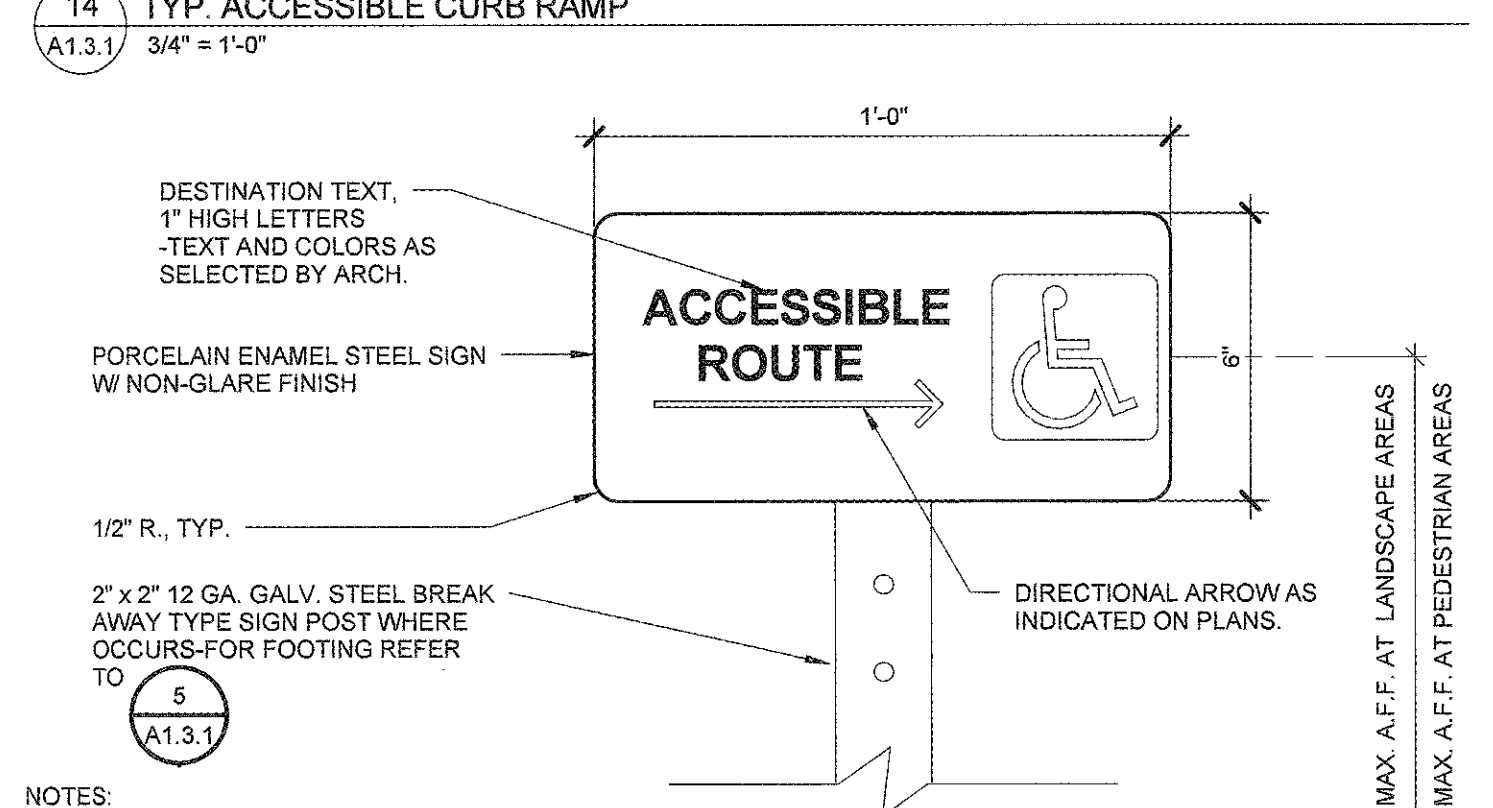 14 TYP. ACCESSIBLE CURB RAMP
A1.3.1 3/4" = 1'-0"
1'-0"
DESTINATION TEXT,
1" HIGH LETTERS
-TEXT AND COLORS AS
SELECTED BY ARCH.
ACCESSIBLE
ROUTE
PORCELAIN ENAMEL STEEL SIGN
W/ NON-GLARE FINISH
6"
1/2" R., TYP.
2" x 2" 12 GA. GALV. STEEL BREAK
AWAY TYPE SIGN POST WHERE
OCCURS-FOR FOOTING REFER
TO
5
A1.3.1
DIRECTIONAL ARROW AS
INDICATED ON PLANS.
MAX. A.F.F. AT LANDSCAPE AREAS
MAX. A.F.F. AT PEDESTRIAN AREAS
NOTES: